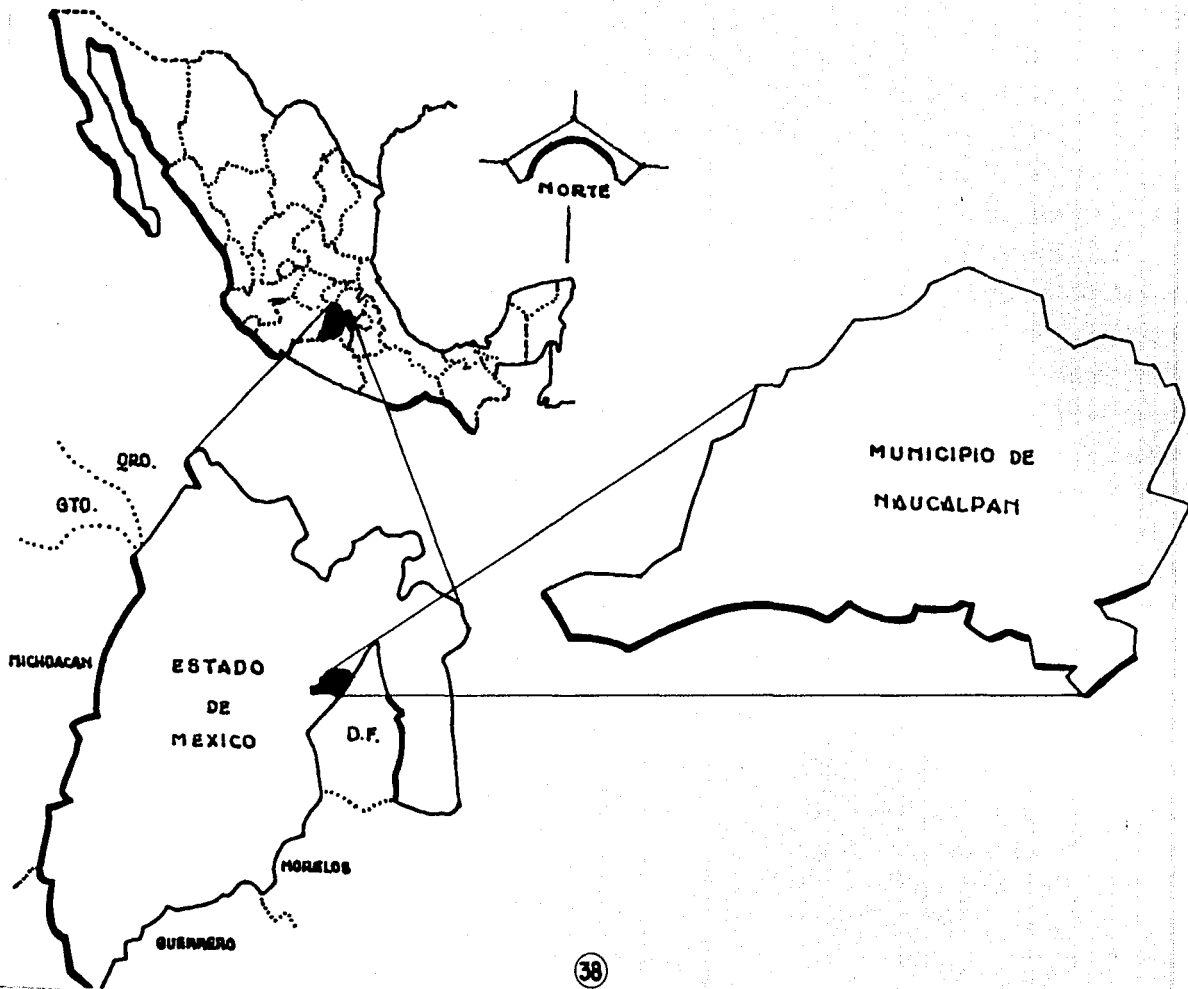 NORTE
QRO.
GTO.
MUNICIPIO DE
NAUCALPAN
MICHOACAN
ESTADO
DE
MEXICO
D.F.
MORELOS
GUERRERO
38